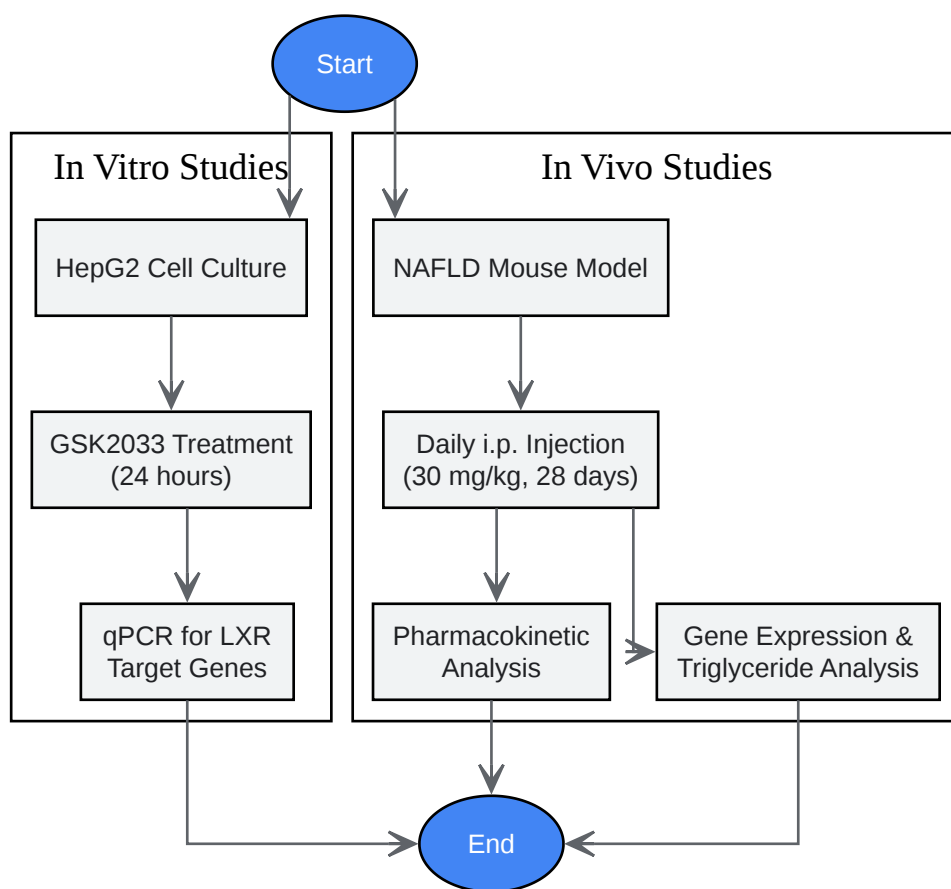 Start
In Vitro Studies
HepG2 Cell Culture
GSK2033 Treatment
(24 hours)
qPCR for LXR
Target Genes
In Vivo Studies
NAFLD Mouse Model
Daily i.p. Injection
(30 mg/kg, 28 days)
Pharmacokinetic
Analysis
Gene Expression &
Triglyceride Analysis
End